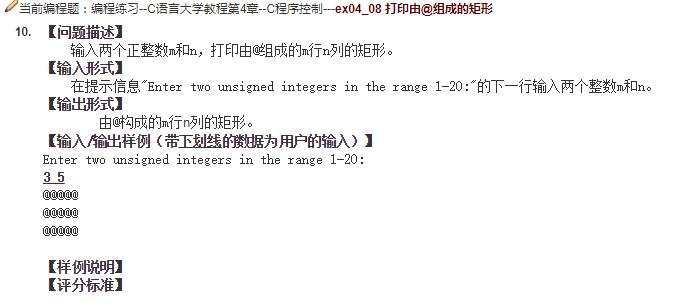 当前编程题：编程练习--C语言大学教程第4章--C程序控制---ex04_08 打印由@组成的矩形
10. 【问题描述】
输入两个正整数m和n，打印由@组成的m行n列的矩形。
【输入形式】
在提示信息"Enter two unsigned integers in the range 1-20:"的下一行输入两个整数m和n。
【输出形式】
由@构成的m行n列的矩形。
【输入/输出样例（带下划线的数据为用户的输入）】
Enter two unsigned integers in the range 1-20:
3 5
@@@@@
@@@@@
@@@@@
【样例说明】
【评分标准】